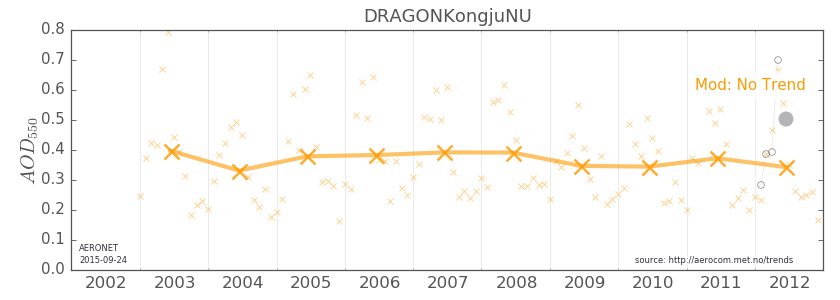 DRAGONKongjuNU
0.8
0.7
0.6
0.5
0.4
0.3
0.2
0.1
0.0
AOD550
Mod: No Trend
AERONET
2015-09-24
source: http://aerocom.met.no/trends
2002 2003 2004 2005 2006 2007 2008 2009 2010 2011 2012